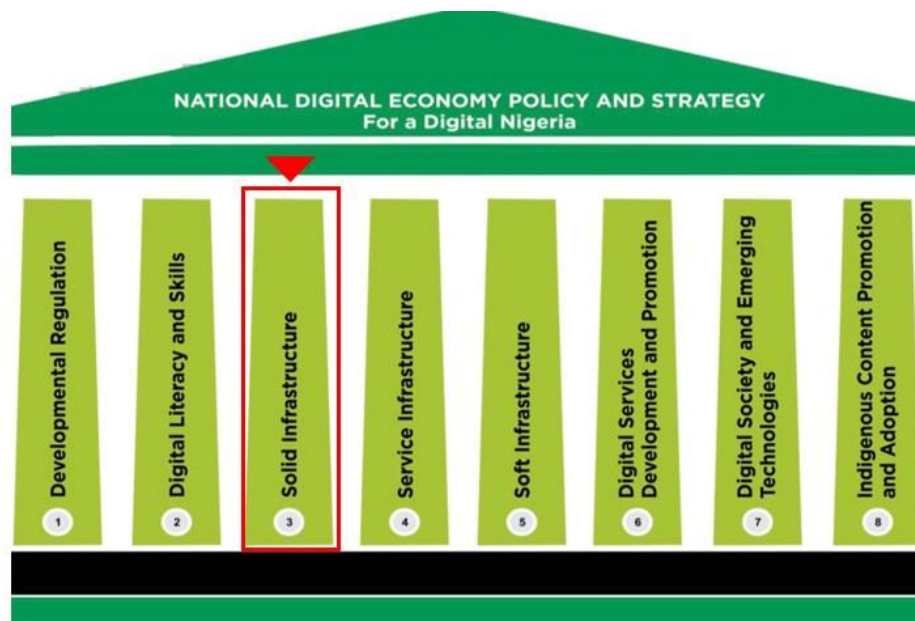 NATIONAL DIGITAL ECONOMY POLICY AND STRATEGY
For a Digital Nigeria
Developmental Regulation
1
Digital Literacy and Skills
2
Solid Infrastructure
3
Service Infrastructure
4
Soft Infrastructure
5
Digital Services
Development and Promotion
6
Digital Society and Emerging
Technologies
7
Indigenous Content Promotion
and Adoption
8